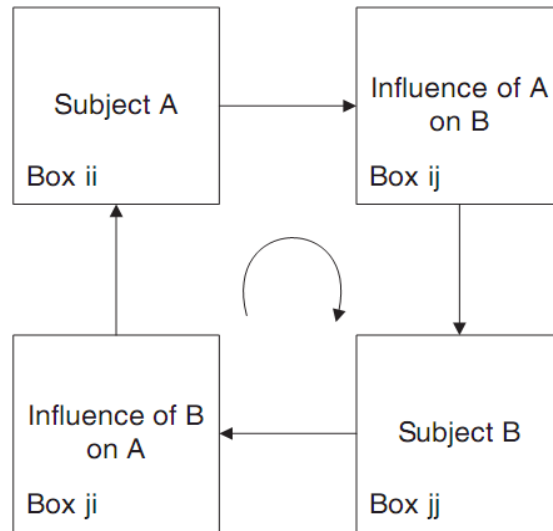 Subject A
Box ii
Influence of A
on B
Box ij
Influence of B
on A
Box ji
Subject B
Box jj